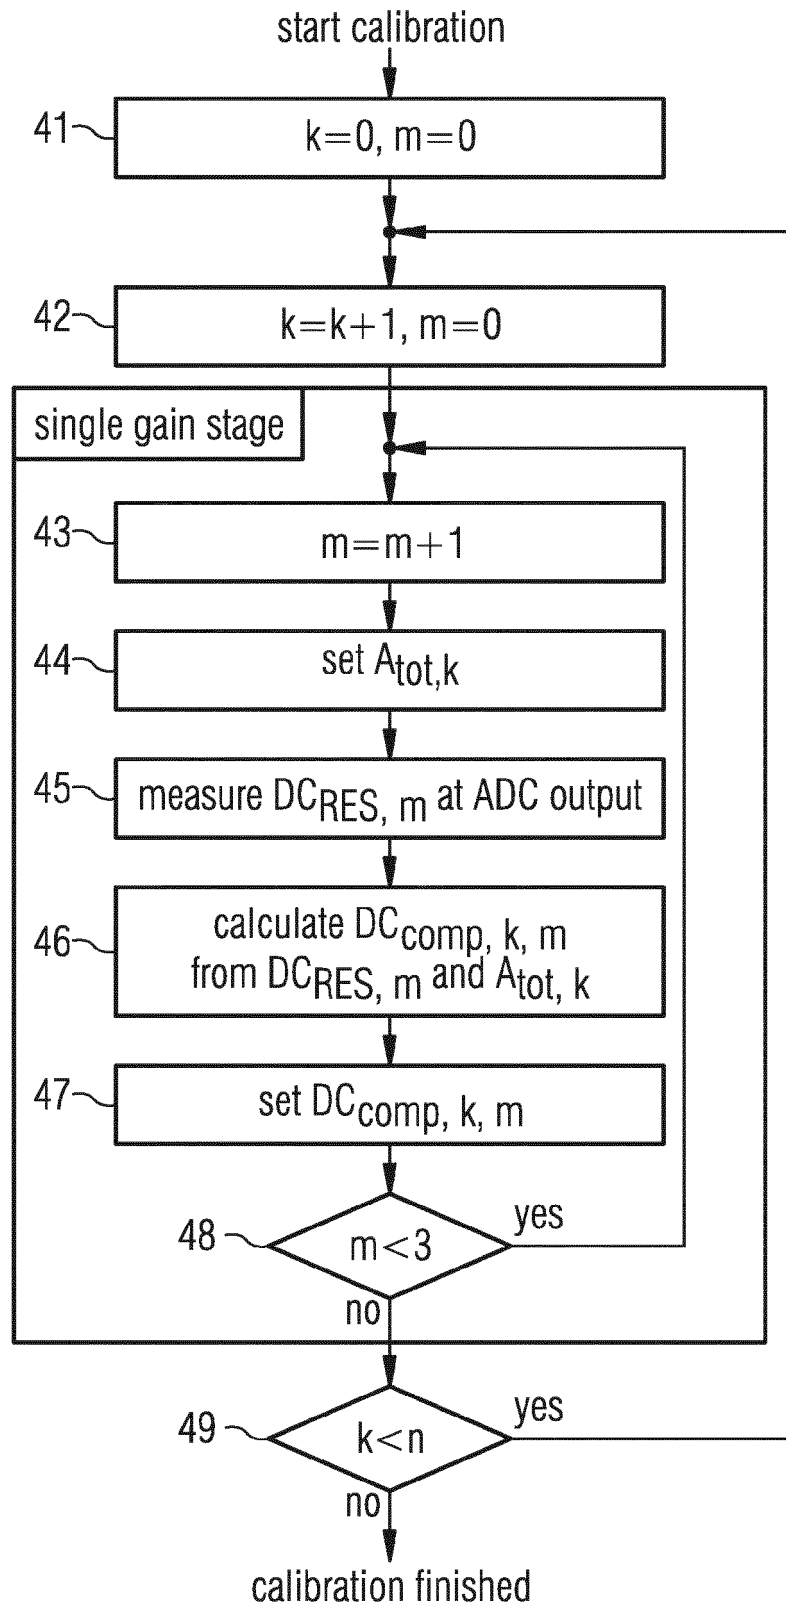 start calibration
41
k=0, m=0
42
k=k+1, m=0
single gain stage
43
m=m+1
44
set Atot,k
45
measure DCRES, m at ADC output
46
calculate DCcomp, k, m
from DCRES, m and Atot, k
47
set DCcomp, k, m
48
m<3
yes
no
49
k<n
yes
no
calibration finished